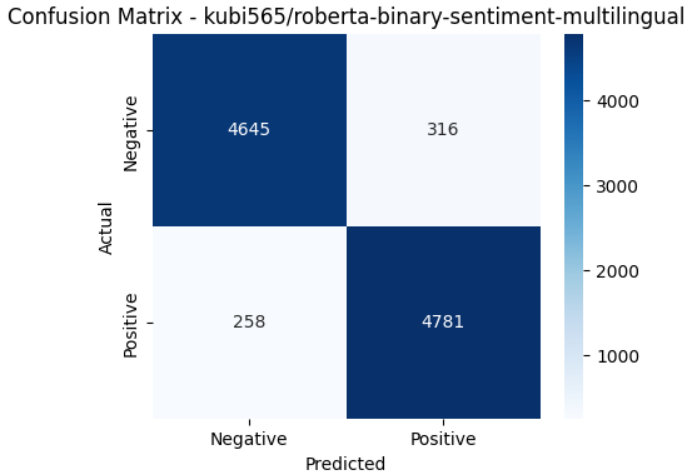 Confusion Matrix - kubi565/roberta-binary-sentiment-multilingual
Actual
Negative
4645 316
Positive
258 4781
Negative Positive
Predicted
4000
3000
2000
1000